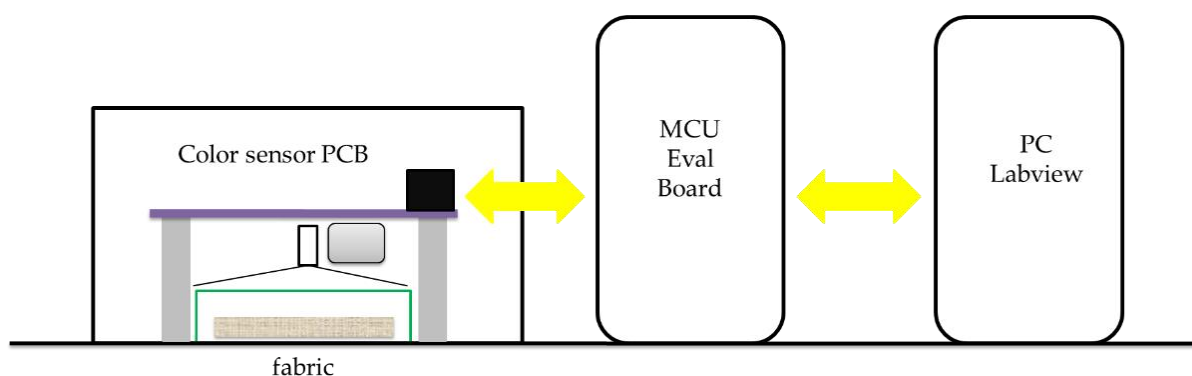 Color sensor PCB
MCU
Eval
Board
PC
Labview
fabric